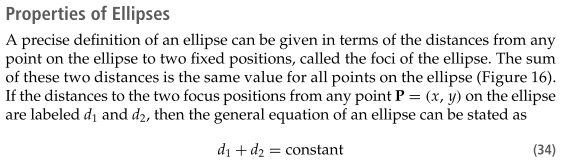 Properties of Ellipses
A precise definition of an ellipse can be given in terms of the distances from any
point on the ellipse to two fixed positions, called the foci of the ellipse. The sum
of these two distances is the same value for all points on the ellipse (Figure 16).
If the distances to the two focus positions from any point P = (x, y) on the ellipse
are labeled d₁ and d₂, then the general equation of an ellipse can be stated as
d₁ + d₂ = constant (34)